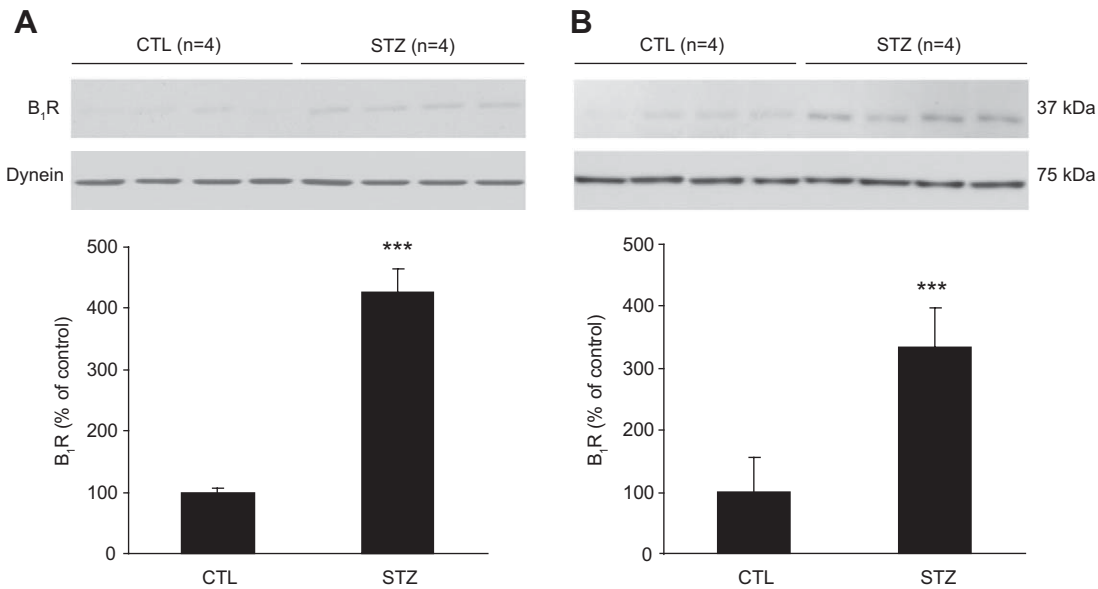 A
CTL (n=4)
STZ (n=4)
B₁R
Dynein
500
400
300
200
100
0
B₁R (% of control)
***
CTL
STZ
B
CTL (n=4)
STZ (n=4)
37 kDa
75 kDa
500
400
300
200
100
0
B₁R (% of control)
***
CTL
STZ